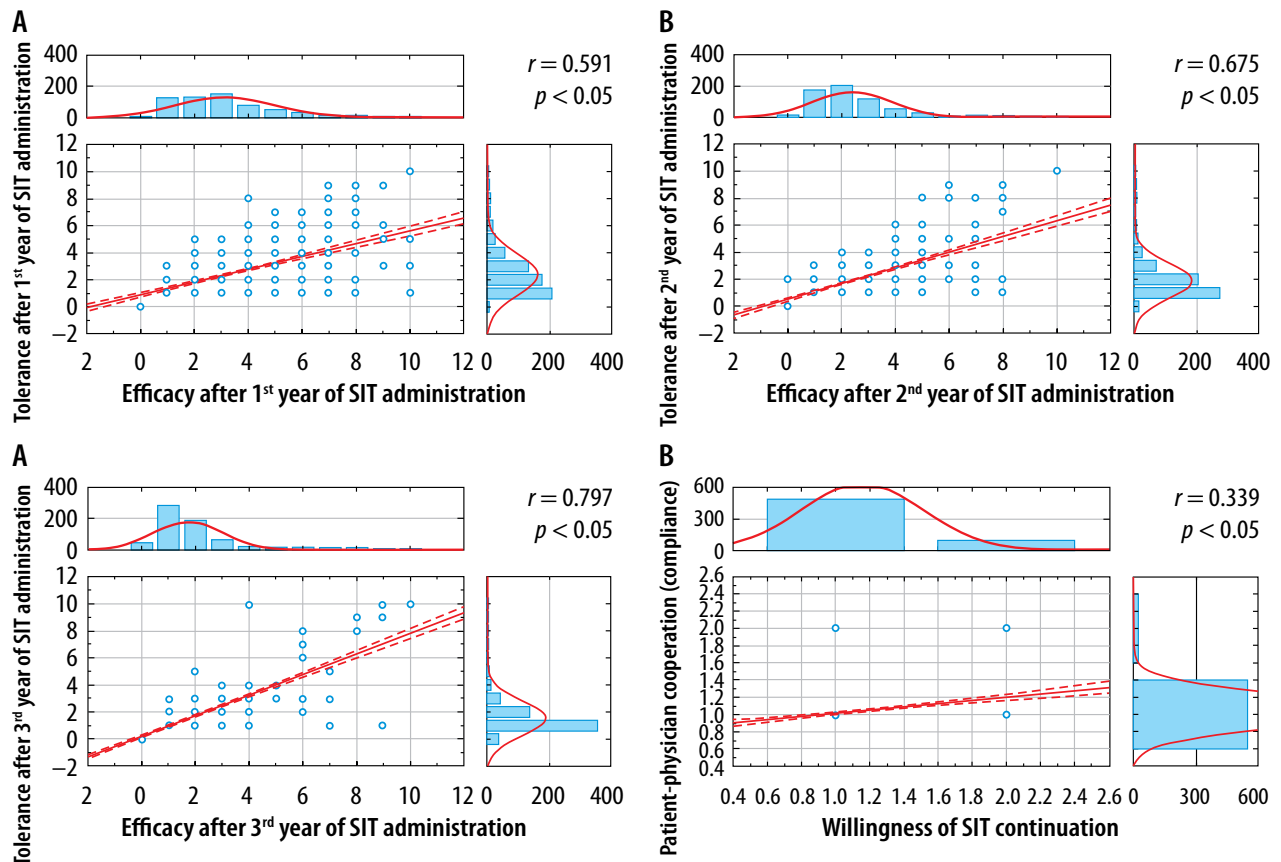 A
Tolerance after 1st year of SIT administration
400
200
0
r = 0.591
p < 0.05
12
10
8
6
4
2
0
−2
2 0 2 4 6 8 10 12
0 200 400
Efficacy after 1st year of SIT administration
B
Tolerance after 2nd year of SIT administration
400
200
0
r = 0.675
p < 0.05
12
10
8
6
4
2
0
−2
2 0 2 4 6 8 10 12
0 200 400
Efficacy after 2nd year of SIT administration
A
Tolerance after 3rd year of SIT administration
400
200
0
r = 0.797
p < 0.05
12
10
8
6
4
2
0
−2
2 0 2 4 6 8 10 12
0 200 400
Efficacy after 3rd year of SIT administration
B
Patient-physician cooperation (compliance)
600
300
0
r = 0.339
p < 0.05
2.6
2.4
2.2
2.0
1.8
1.6
1.4
1.2
1.0
0.8
0.6
0.4
0.4 0.6 0.8 1.0 1.2 1.4 1.6 1.8 2.0 2.2 2.4 2.6
0 300 600
Willingness of SIT continuation